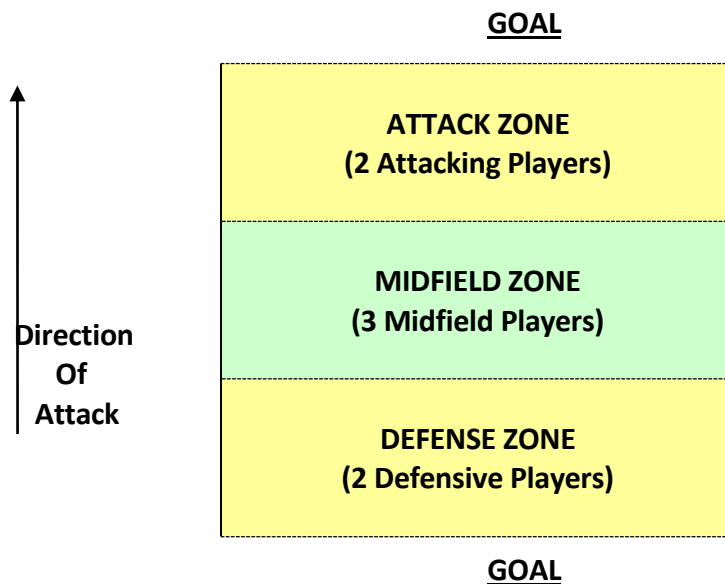 GOAL
ATTACK ZONE
(2 Attacking Players)
MIDFIELD ZONE
(3 Midfield Players)
Direction
Of
Attack
DEFENSE ZONE
(2 Defensive Players)
GOAL